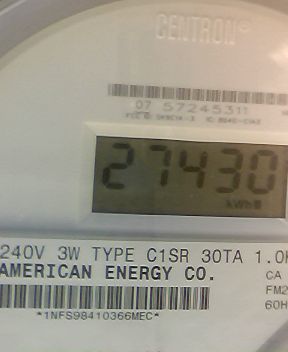 CENTRON®
07 57245311
27430
kWh
240V 3W TYPE C1SR 30TA 1.0
AMERICAN ENERGY CO.
CA
FM2
60H
*1NFS98410366MEC*